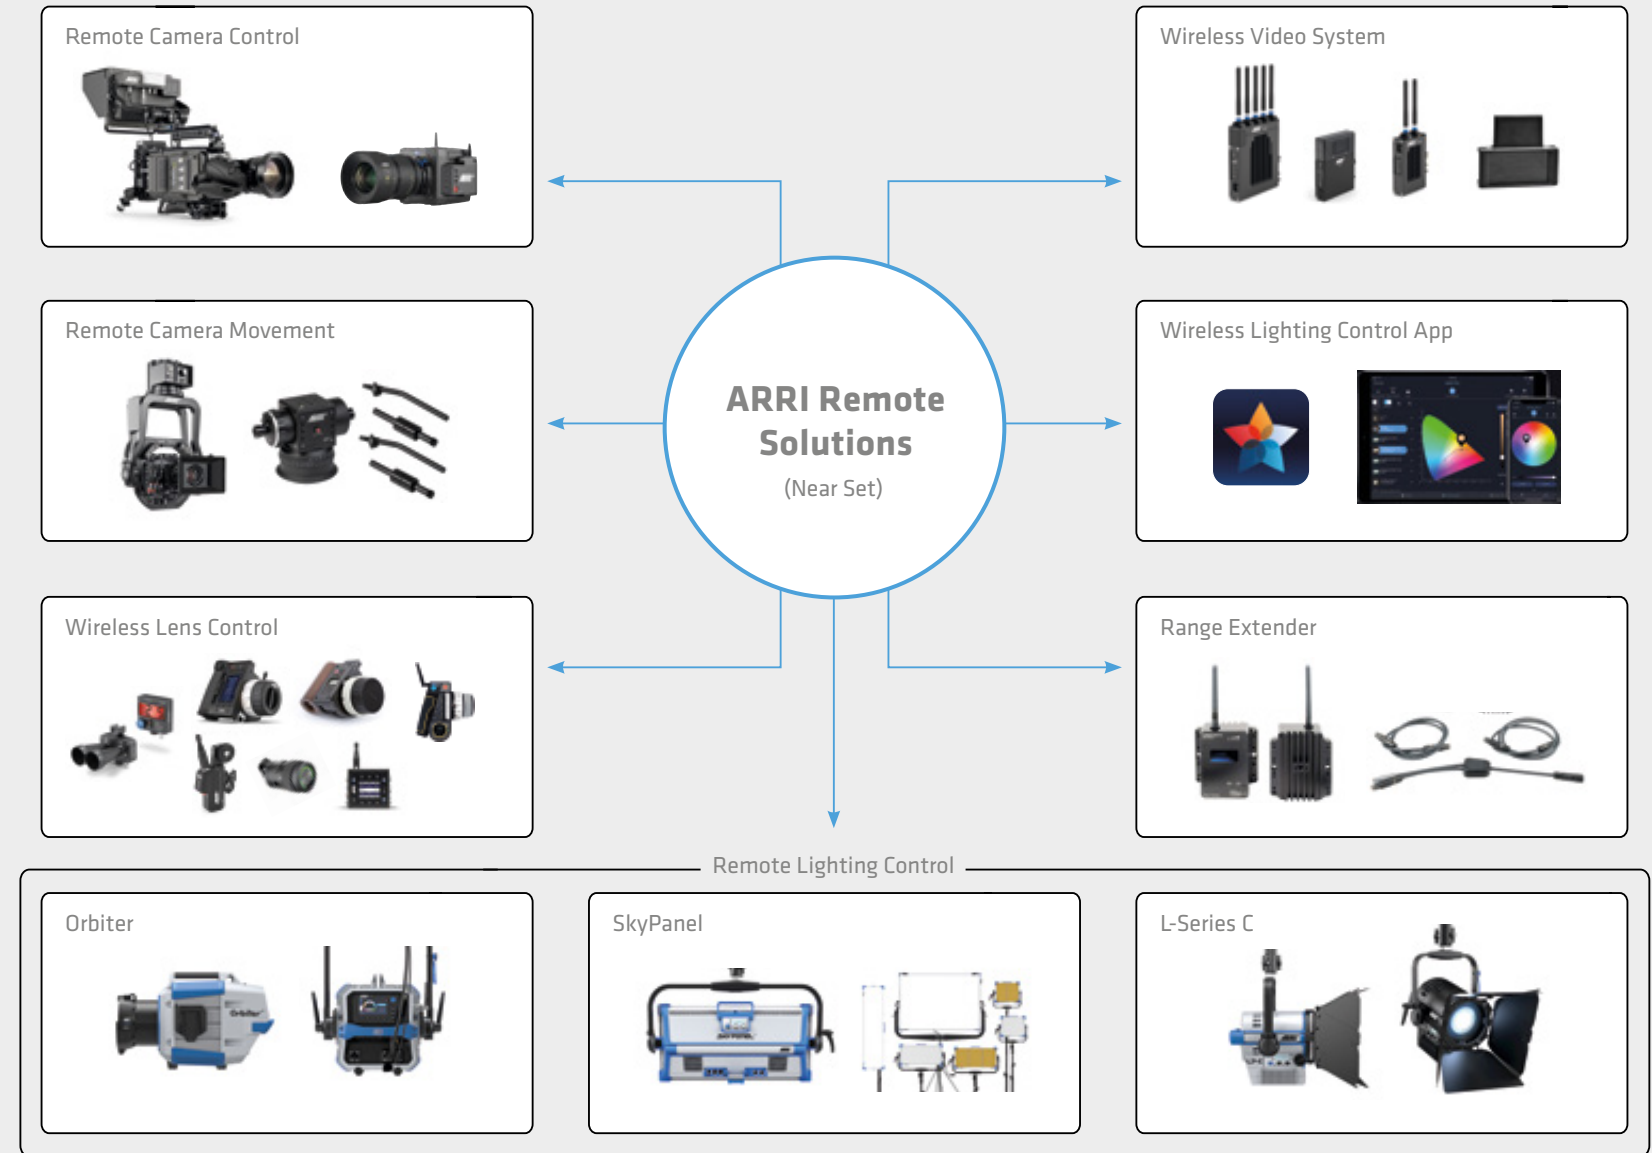 Remote Camera Control
Wireless Video System
Remote Camera Movement
Wireless Lighting Control App
ARRI Remote
Solutions
(Near Set)
Wireless Lens Control
Range Extender
Remote Lighting Control
Orbiter
Orbiter
SkyPanel
L-Series C